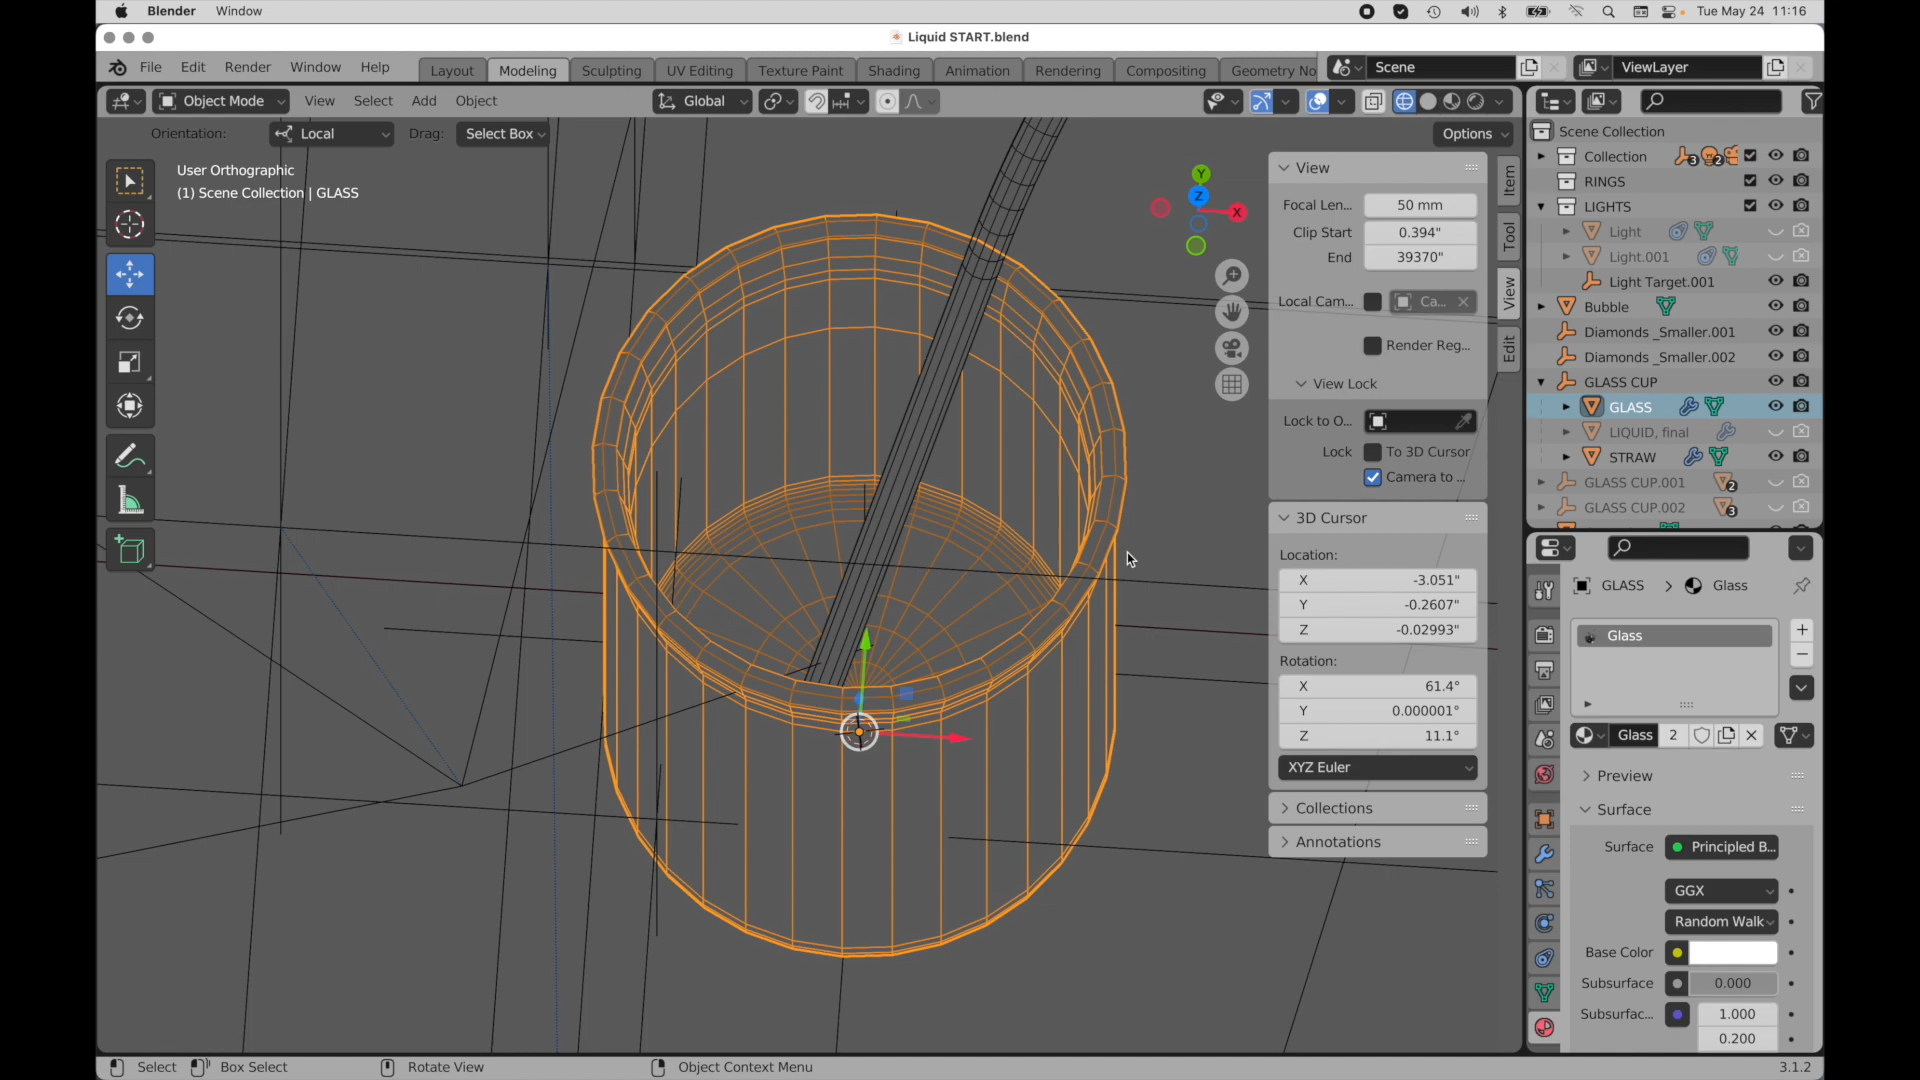 Blender Window Tue May 24 11:16
Liquid START.blend
File Edit Render Window Help Layout Modeling Sculpting UV Editing Texture Paint Shading Animation Rendering Compositing Geometry No Scene ViewLayer
Object Mode View Select Add Object Global
Orientation: Local Drag: Select Box Options
User Orthographic
(1) Scene Collection | GLASS
Y
Z
X
View
Focal Len... 50 mm
Clip Start 0.394"
End 39370"
Local Cam... Ca...
Render Reg...
View Lock
Lock to O...
Lock To 3D Cursor
Camera to ...
3D Cursor
Location:
X -3.051"
Y -0.2607"
Z -0.02993"
Rotation:
X 61.4°
Y 0.000001°
Z 11.1°
XYZ Euler
Collections
Annotations
Item
Tool
View
Edit
Scene Collection
Collection 3 2
RINGS
LIGHTS
Light
Light.001
Light Target.001
Bubble
Diamonds _Smaller.001
Diamonds _Smaller.002
GLASS CUP
GLASS
LIQUID, final
STRAW
GLASS CUP.001 2
GLASS CUP.002 3
GLASS > Glass
Glass
Glass 2
Preview
Surface
Surface Principled B...
GGX
Random Walk
Base Color
Subsurface 0.000
Subsurfac... 1.000
0.200
Select Box Select Rotate View Object Context Menu 3.1.2